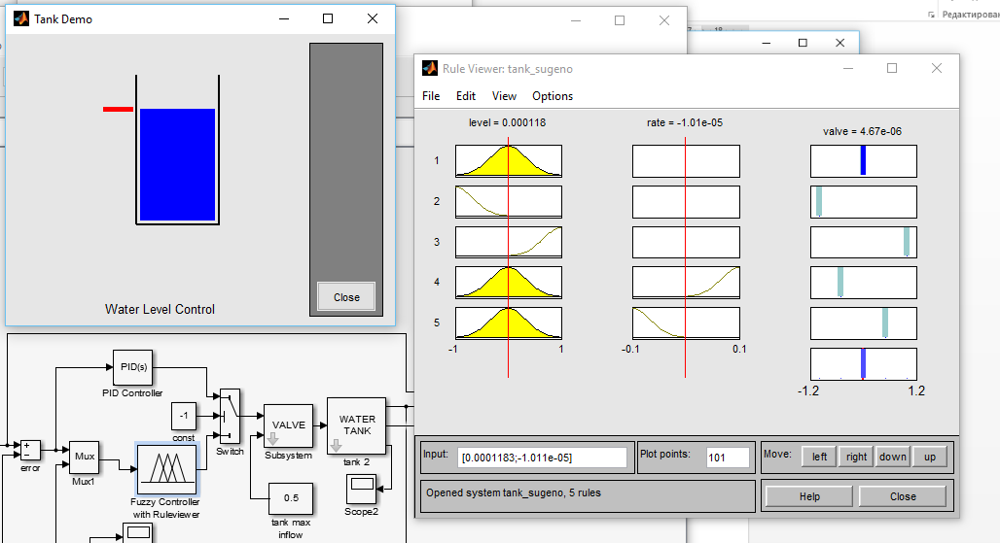 Tank Demo
Water Level Control
Close
Редактирован
Rule Viewer: tank_sugeno
File Edit View Options
level = 0.000118 rate = -1.01e-05 valve = 4.67e-06
1
2
3
4
5
-1 1 -0.1 0.1
-1.2 1.2
Input: [0.0001183;-1.011e-05] Plot points: 101 Move: left right down up
Opened system tank_sugeno, 5 rules
Help Close
PID(s)
PID Controller
-1
const
Switch
VALVE
Subsystem
WATER
TANK
tank 2
error
Mux
Mux1
Fuzzy Controller
with Ruleviewer
0.5
tank max
inflow
Scope2